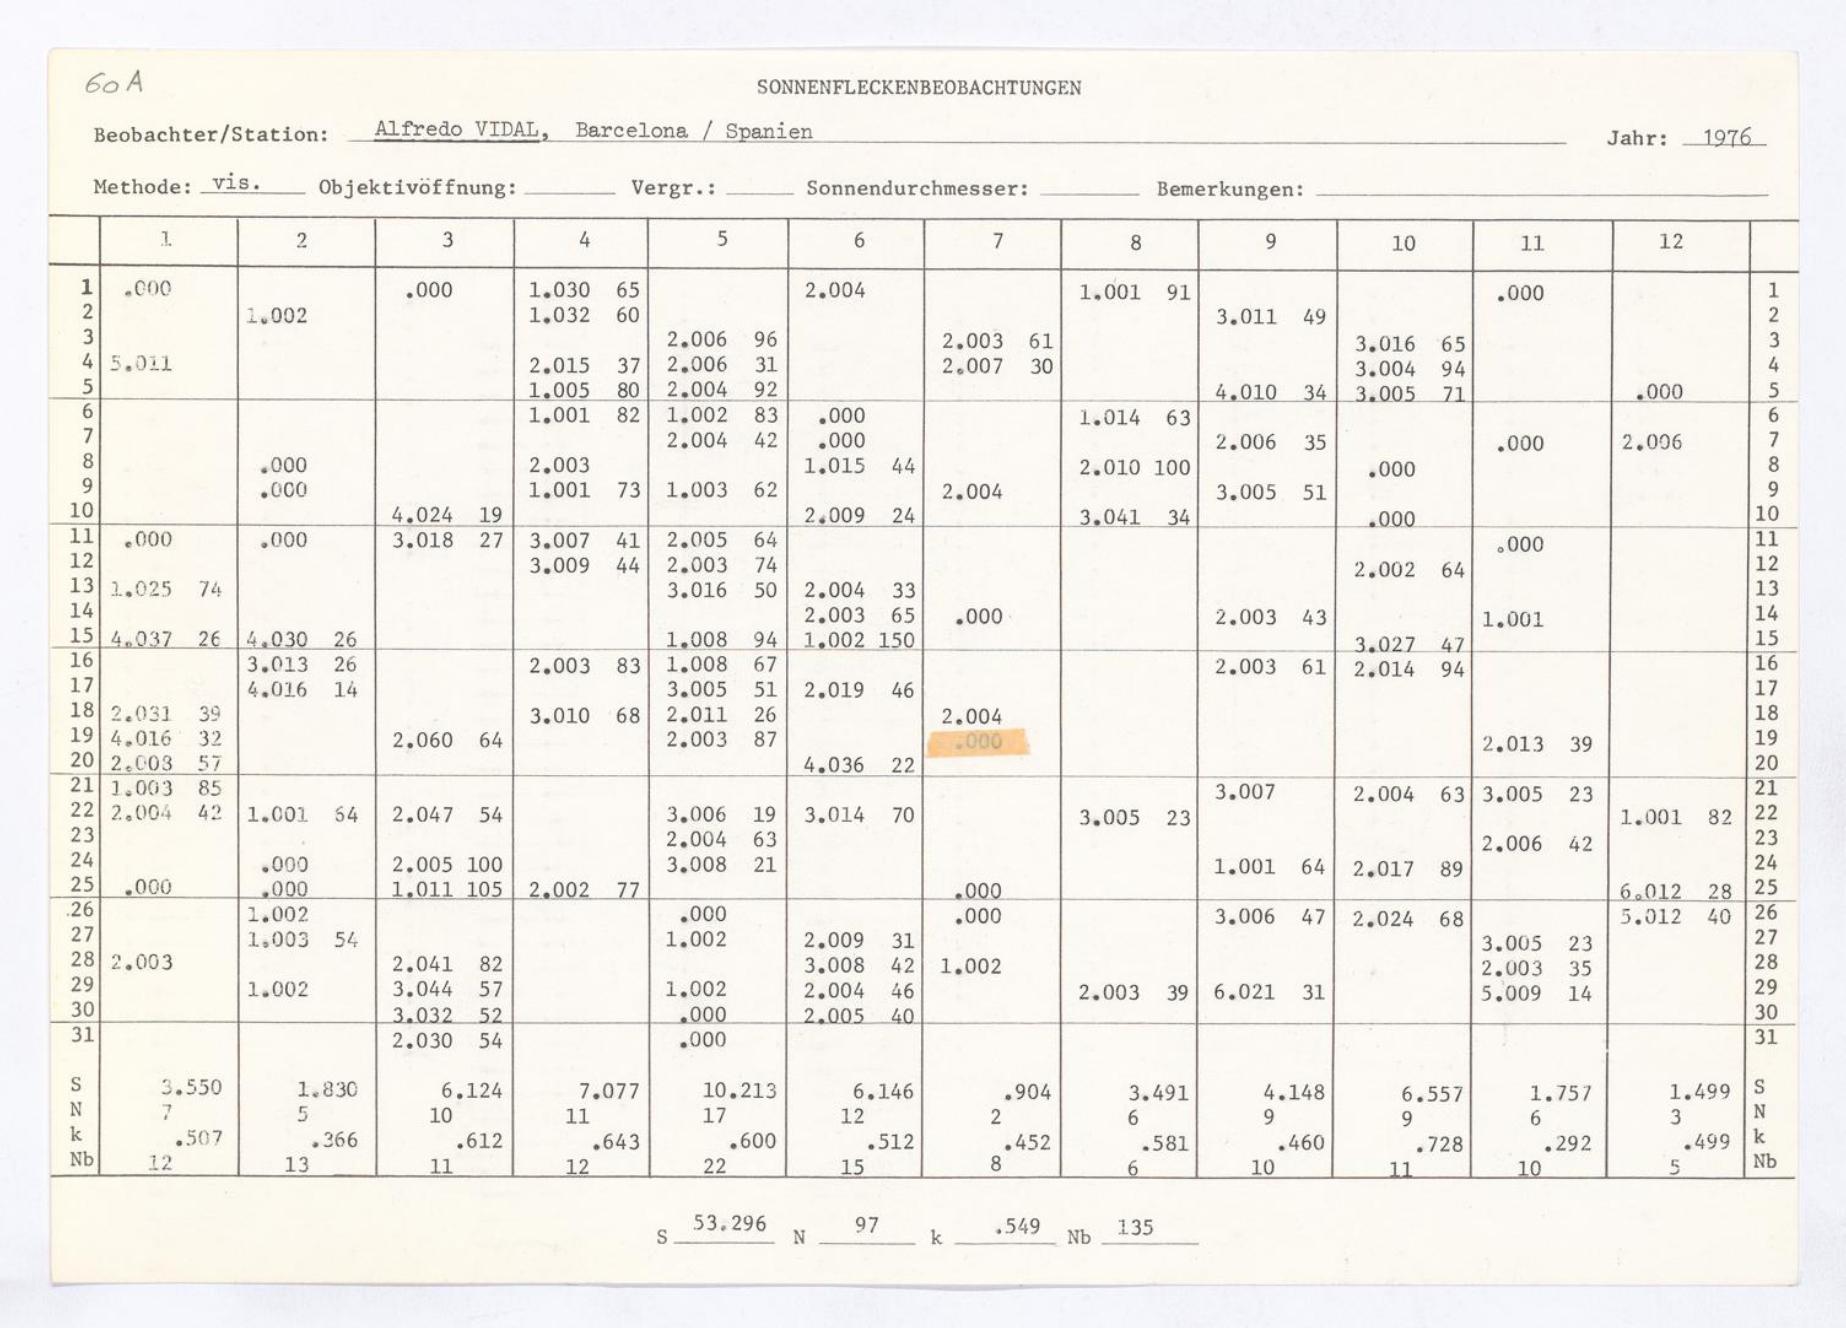 60 A
SONNENFLECKENBEOBACHTUNGEN
Beobachter/Station: Alfredo VIDAL, Barcelona / Spanien Jahr: 1976
Methode: vis. Objektivöffnung: Vergr.: Sonnendurchmesser: Bemerkungen:
1 2 3 4 5 6 7 8 9 10 11 12
1 .000 .000 1.030 65 2.004 1.001 91 .000 1
2 1.002 1.032 60 3.011 49 2
3 2.006 96 2.003 61 3.016 65 3
4 5.011 2.015 37 2.006 31 2.007 30 3.004 94 4
5 1.005 80 2.004 92 4.010 34 3.005 71 .000 5
6 1.001 82 1.002 83 .000 1.014 63 6
7 2.004 42 .000 2.006 35 .000 2.006 7
8 .000 2.003 1.015 44 2.010 100 .000 8
9 .000 1.001 73 1.003 62 2.004 3.005 51 9
10 4.024 19 2.009 24 3.041 34 .000 10
11 .000 .000 3.018 27 3.007 41 2.005 64 .000 11
12 3.009 44 2.003 74 2.002 64 12
13 1.025 74 3.016 50 2.004 33 13
14 2.003 65 .000 2.003 43 1.001 14
15 4.037 26 4.030 26 1.008 94 1.002 150 3.027 47 15
16 3.013 26 2.003 83 1.008 67 2.003 61 2.014 94 16
17 4.016 14 3.005 51 2.019 46 17
18 2.031 39 3.010 68 2.011 26 2.004 18
19 4.016 32 2.060 64 2.003 87 .000 2.013 39 19
20 2.003 57 4.036 22 20
21 1.003 85 3.007 2.004 63 3.005 23 21
22 2.004 42 1.001 64 2.047 54 3.006 19 3.014 70 3.005 23 1.001 82 22
23 2.004 63 2.006 42 23
24 .000 2.005 100 3.008 21 1.001 64 2.017 89 24
25 .000 .000 1.011 105 2.002 77 .000 6.012 28 25
26 1.002 .000 .000 3.006 47 2.024 68 5.012 40 26
27 1.003 54 1.002 2.009 31 3.005 23 27
28 2.003 2.041 82 3.008 42 1.002 2.003 35 28
29 1.002 3.044 57 1.002 2.004 46 2.003 39 6.021 31 5.009 14 29
30 3.032 52 .000 2.005 40 30
31 2.030 54 .000 31
S 3.550 1.830 6.124 7.077 10.213 6.146 .904 3.491 4.148 6.557 1.757 1.499 S
N 7 5 10 11 17 12 2 6 9 9 6 3 N
k .507 .366 .612 .643 .600 .512 .452 .581 .460 .728 .292 .499 k
Nb 12 13 11 12 22 15 8 6 10 11 10 5 Nb
S 53.296 N 97 k .549 Nb 135